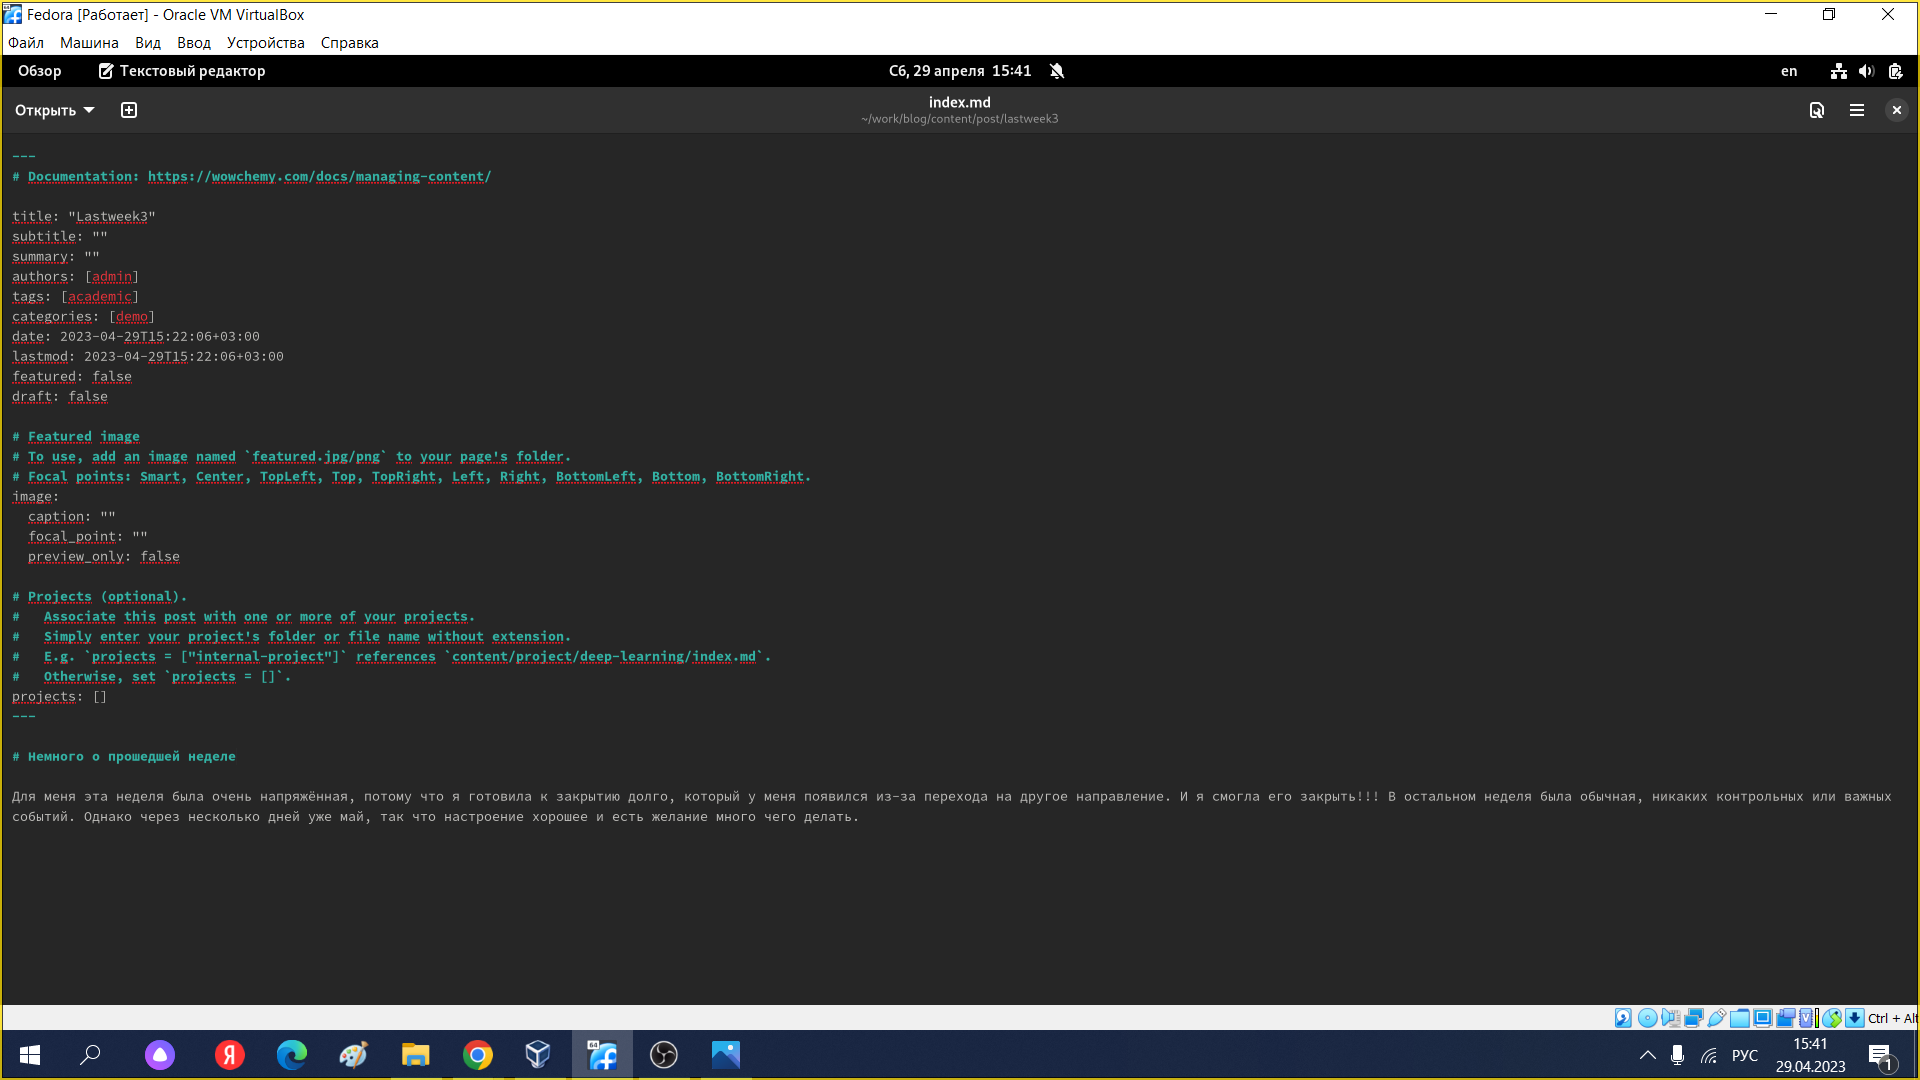 Fedora [Работает] - Oracle VM VirtualBox
Файл Машина Вид Ввод Устройства Справка
Обзор Текстовый редактор Сб, 29 апреля 15:41 en
Открыть index.md
~/work/blog/content/post/lastweek3
---
# Documentation: https://wowchemy.com/docs/managing-content/
title: "Lastweek3"
subtitle: ""
summary: ""
authors: [admin]
tags: [academic]
categories: [demo]
date: 2023-04-29T15:22:06+03:00
lastmod: 2023-04-29T15:22:06+03:00
featured: false
draft: false
# Featured image
# To use, add an image named `featured.jpg/png` to your page's folder.
# Focal points: Smart, Center, TopLeft, Top, TopRight, Left, Right, BottomLeft, Bottom, BottomRight.
image:
  caption: ""
  focal_point: ""
  preview_only: false
# Projects (optional).
#   Associate this post with one or more of your projects.
#   Simply enter your project's folder or file name without extension.
#   E.g. `projects = ["internal-project"]` references `content/project/deep-learning/index.md`.
#   Otherwise, set `projects = []`.
projects: []
---
# Немного о прошедшей неделе
Для меня эта неделя была очень напряжённая, потому что я готовила к закрытию долго, который у меня появился из-за перехода на другое направление. И я смогла его закрыть!!! В остальном неделя была обычная, никаких контрольных или важных
событий. Однако через несколько дней уже май, так что настроение хорошее и есть желание много чего делать.
Ctrl + Alt
64
РУС 15:41
29.04.2023
1